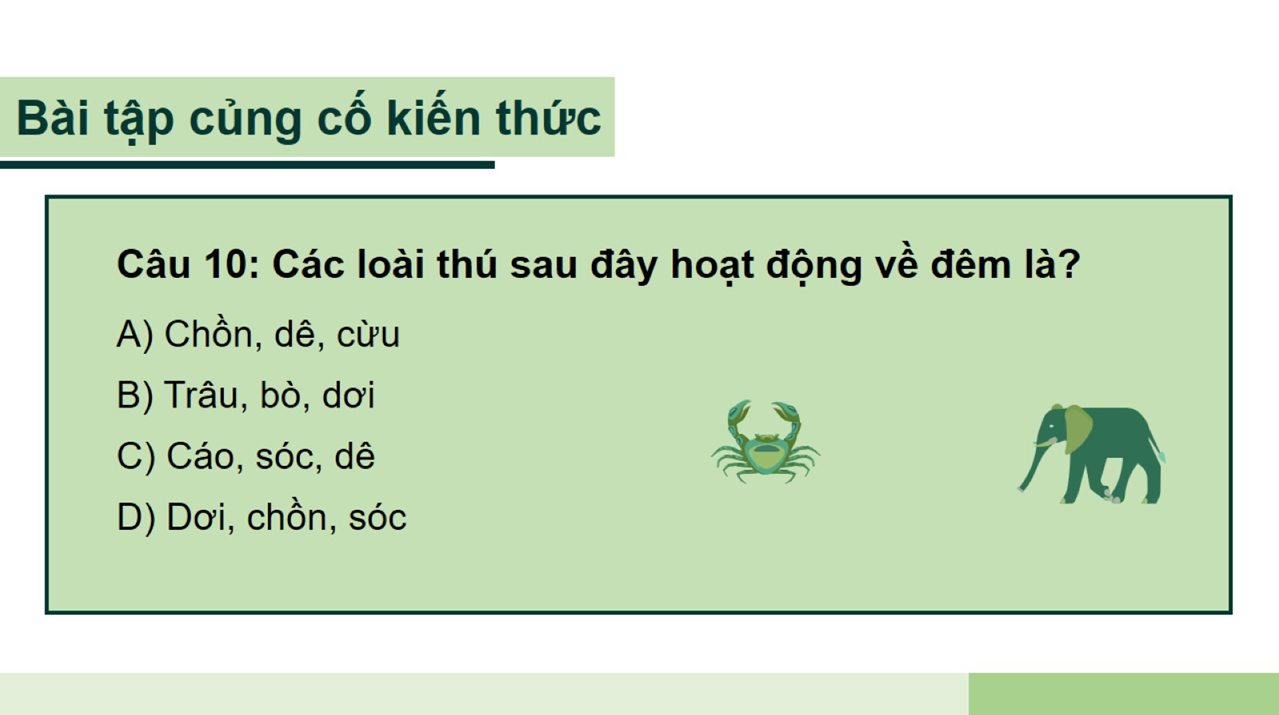 Bài tập củng cố kiến thức
Câu 10: Các loài thú sau đây hoạt động về đêm là?
A) Chồn, dê, cừu
B) Trâu, bò, dơi
C) Cáo, sóc, dê
D) Dơi, chồn, sóc